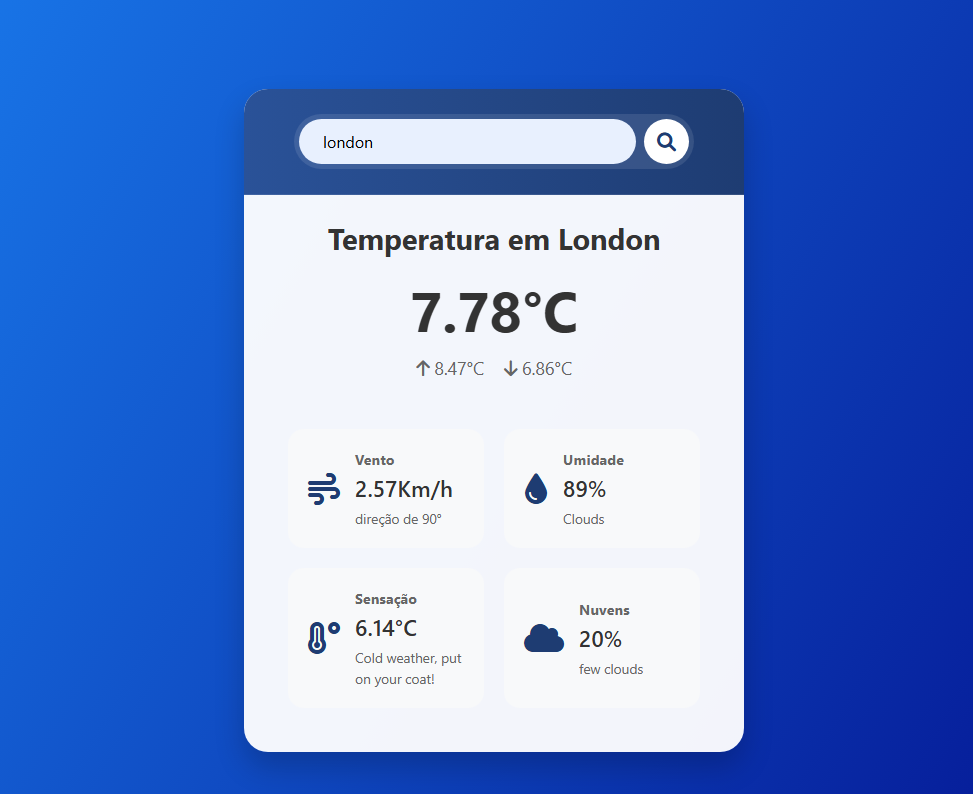 london
Temperatura em London
7.78°C
8.47°C 6.86°C
Vento
2.57Km/h
direção de 90°
Umidade
89%
Clouds
Sensação
6.14°C
Cold weather, put
on your coat!
Nuvens
20%
few clouds